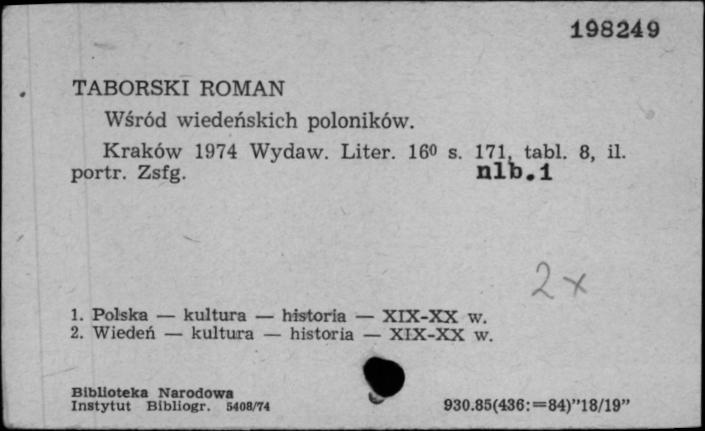 198249
TABORSKI ROMAN
Wśród wiedeńskich poloników.
Kraków 1974 Wydaw. Liter. 16⁰ s. 171, tabl. 8, il.
portr. Zsfg. nlb.1
2 x
1. Polska — kultura — historia — XIX-XX w.
2. Wiedeń — kultura — historia — XIX-XX w.
Biblioteka Narodowa
Instytut Bibliogr. 5408/74 930.85(436:=84)”18/19”